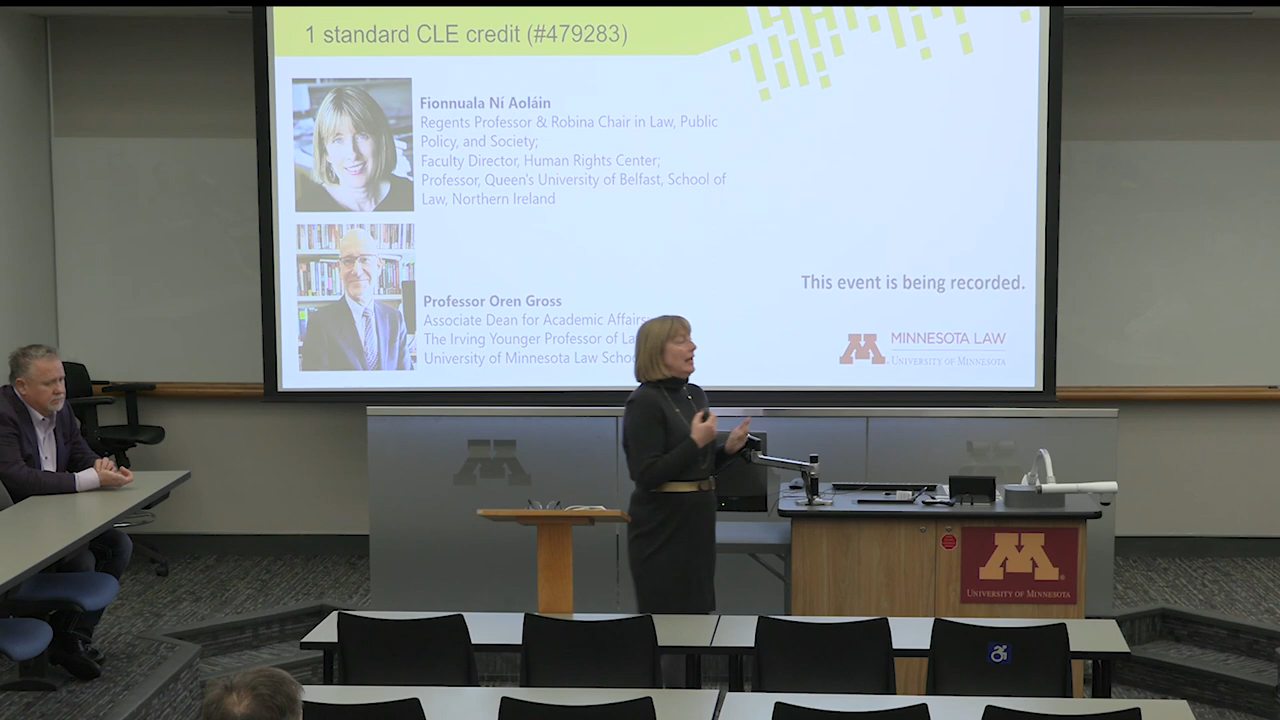 1 standard CLE credit (#479283)
Fionnuala Ní Aoláin
Regents Professor & Robina Chair in Law, Public
Policy, and Society;
Faculty Director, Human Rights Center;
Professor, Queen's University of Belfast, School of
Law, Northern Ireland
This event is being recorded.
Professor Oren Gross
Associate Dean for Academic Affairs;
The Irving Younger Professor of
University of Minnesota Law
M MINNESOTA LAW
UNIVERSITY OF MINNESOTA
M
M
UNIVERSITY OF MINNESOTA